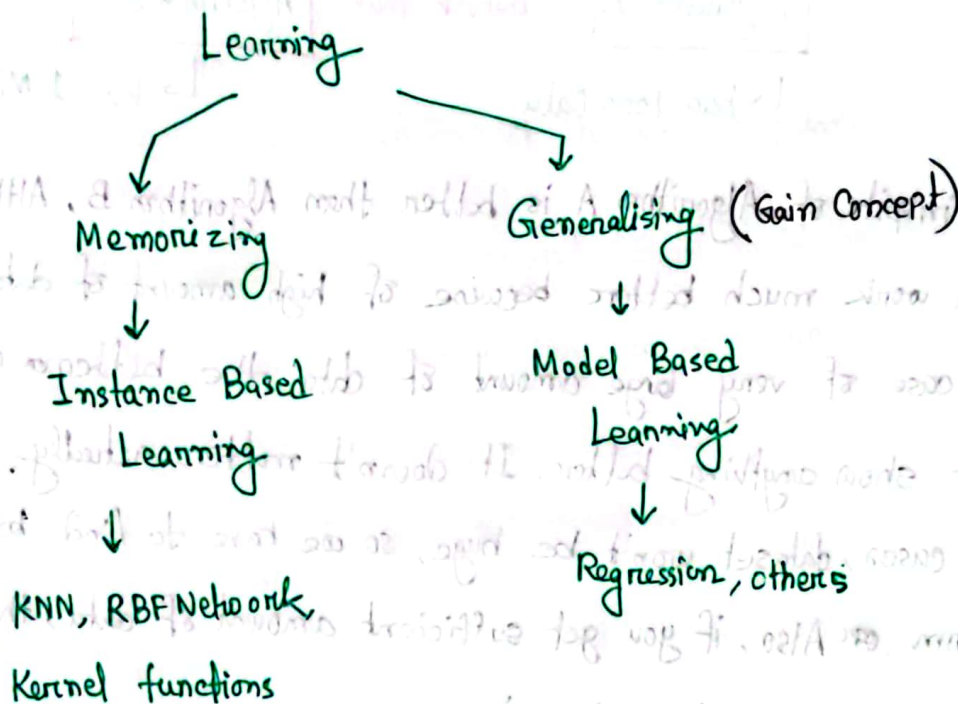 Learning
Memorizing
Generalising (Gain Concept)
Instance Based
Learning
Model Based
Learning
KNN, RBF Network,
Kernel functions
Regression, others